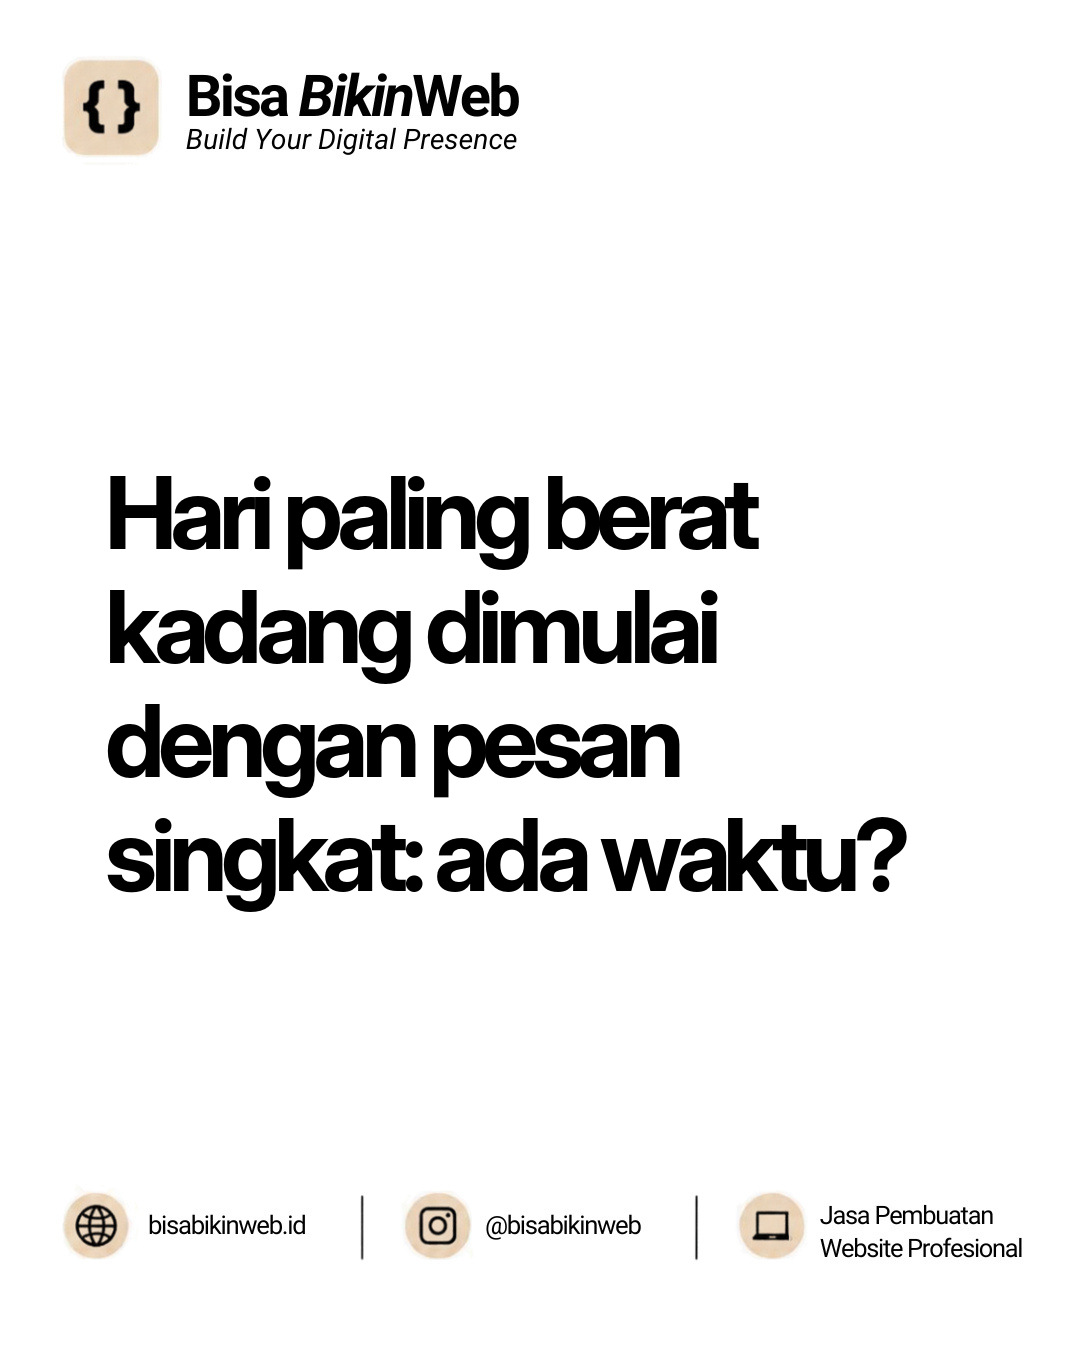 { }
Bisa BikinWeb
Build Your Digital Presence
Hari paling berat
kadang dimulai
dengan pesan
singkat: ada waktu?
bisabikinweb.id
@bisabikinweb
Jasa Pembuatan
Website Profesional